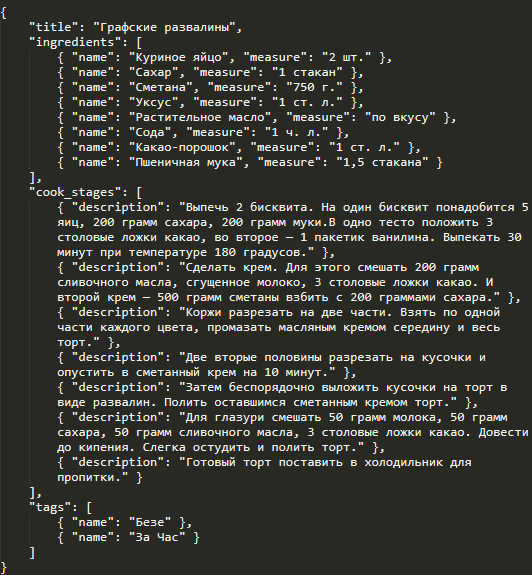 {
"title": "Графские развалины",
"ingredients": [
{ "name": "Куриное яйцо", "measure": "2 шт." },
{ "name": "Сахар", "measure": "1 стакан" },
{ "name": "Сметана", "measure": "750 г." },
{ "name": "Уксус", "measure": "1 ст. л." },
{ "name": "Растительное масло", "measure": "по вкусу" },
{ "name": "Сода", "measure": "1 ч. л." },
{ "name": "Какао-порошок", "measure": "1 ст. л." },
{ "name": "Пшеничная мука", "measure": "1,5 стакана" }
],
"cook_stages": [
{ "description": "Выпечь 2 бисквита. На один бисквит понадобится 5
яиц, 200 грамм сахара, 200 грамм муки.В одно тесто положить 3
столовые ложки какао, во второе – 1 пакетик ванилина. Выпекать 30
минут при температуре 180 градусов." },
{ "description": "Сделать крем. Для этого смешать 200 грамм
сливочного масла, сгущенное молоко, 3 столовые ложки какао. И
второй крем – 500 грамм сметаны взбить с 200 граммами сахара." },
{ "description": "Коржи разрезать на две части. Взять по одной
части каждого цвета, промазать масляным кремом середину и весь
торт." },
{ "description": "Две вторые половины разрезать на кусочки и
опустить в сметанный крем на 10 минут." },
{ "description": "Затем беспорядочно выложить кусочки на торт в
виде развалин. Полить оставшимся сметанным кремом торт." },
{ "description": "Для глазури смешать 50 грамм молока, 50 грамм
сахара, 50 грамм сливочного масла, 3 столовые ложки какао. Довести
до кипения. Слегка остудить и полить торт." },
{ "description": "Готовый торт поставить в холодильник для
пропитки." }
],
"tags": [
{ "name": "Безе" },
{ "name": "За Час" }
]
}